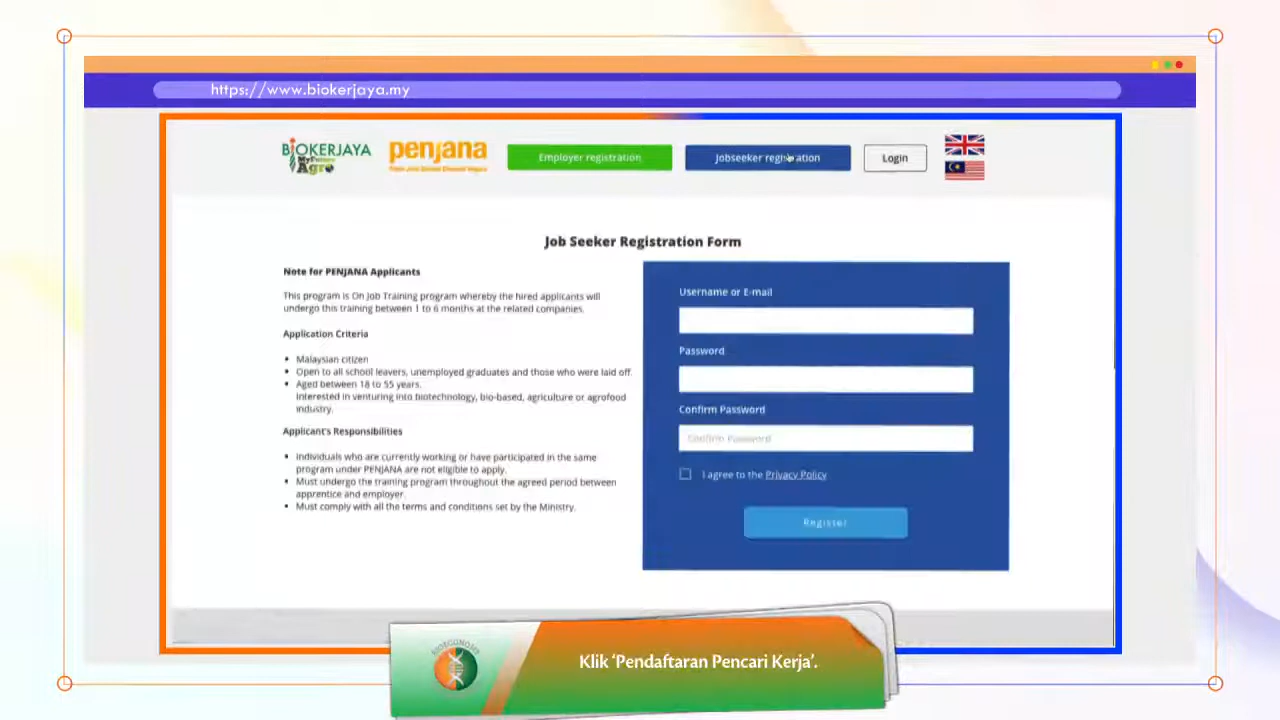 https://www.biokerjaya.my
BIOKERJAYA
MyFuture
Agro
penjana
Employer registration
Jobseeker registration
Login
Job Seeker Registration Form
Note for PENJANA Applicants
This program is On Job Training program whereby the hired applicants will
undergo this training between 1 to 6 months at the related companies.
Application Criteria
• Malaysian citizen
• Open to all school leavers, unemployed graduates and those who were laid off.
• Aged between 18 to 55 years.
Interested in venturing into biotechnology, bio-based, agriculture or agrofood
industry.
Applicant's Responsibilities
• Individuals who are currently working or have participated in the same
program under PENJANA are not eligible to apply.
• Must undergo the training program throughout the agreed period between
apprentice and employer.
• Must comply with all the terms and conditions set by the Ministry.
Username or E-mail
Password
Confirm Password
Confirm Password
I agree to the Privacy Policy
Register
BIOECONOMY
Klik ‘Pendaftaran Pencari Kerja’.